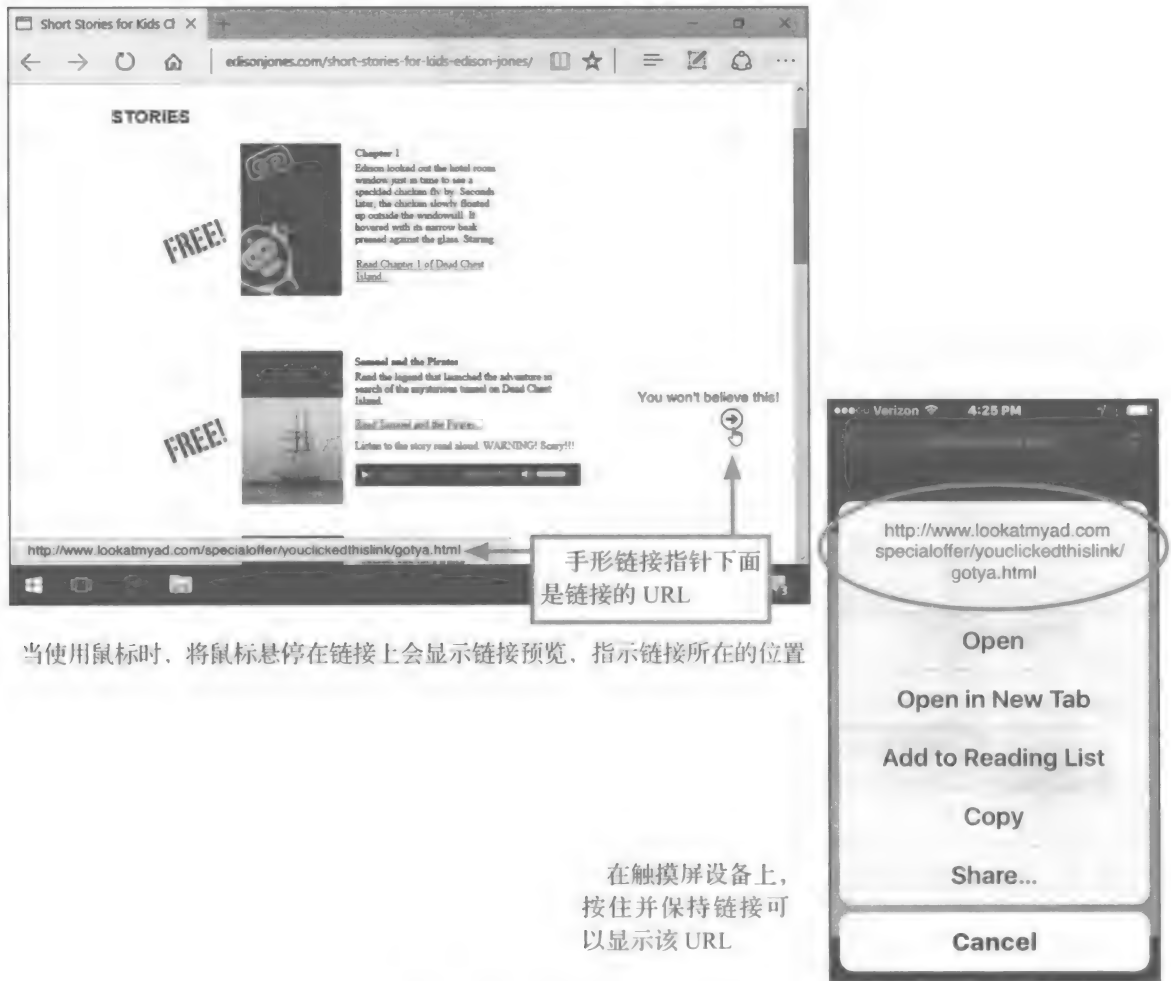 Short Stories for Kids
edisonjones.com/short-stories-for-kids-edison-jones/
STORIES
FREE!
Chapter 1
Edison looked out the hotel room
window just in time to see a
speckled chicken fly by. Seconds
later, the chicken slowly floated
up outside the windowsill. It
hovered with its narrow beak
pressed against the glass. Staring
Read Chapter 1 of Dead Chest
Island...
FREE!
Samuel and the Pirates
Read the legend that launched the adventure in
search of the mysterious tunnel on Dead Chest
Island.
Read Samuel and the Pirates...
Listen to the story read aloud. WARNING! Scary!!!
You won't believe this!
http://www.lookatmyad.com/specialoffer/youclickedthislink/gotya.html
手形链接指针下面
是链接的 URL
当使用鼠标时，将鼠标悬停在链接上会显示链接预览，指示链接所在的位置
Verizon 4:25 PM
http://www.lookatmyad.com
specialoffer/youclickedthislink/
gotya.html
Open
Open in New Tab
Add to Reading List
Copy
Share...
Cancel
在触摸屏设备上，
按住并保持链接可
以显示该 URL